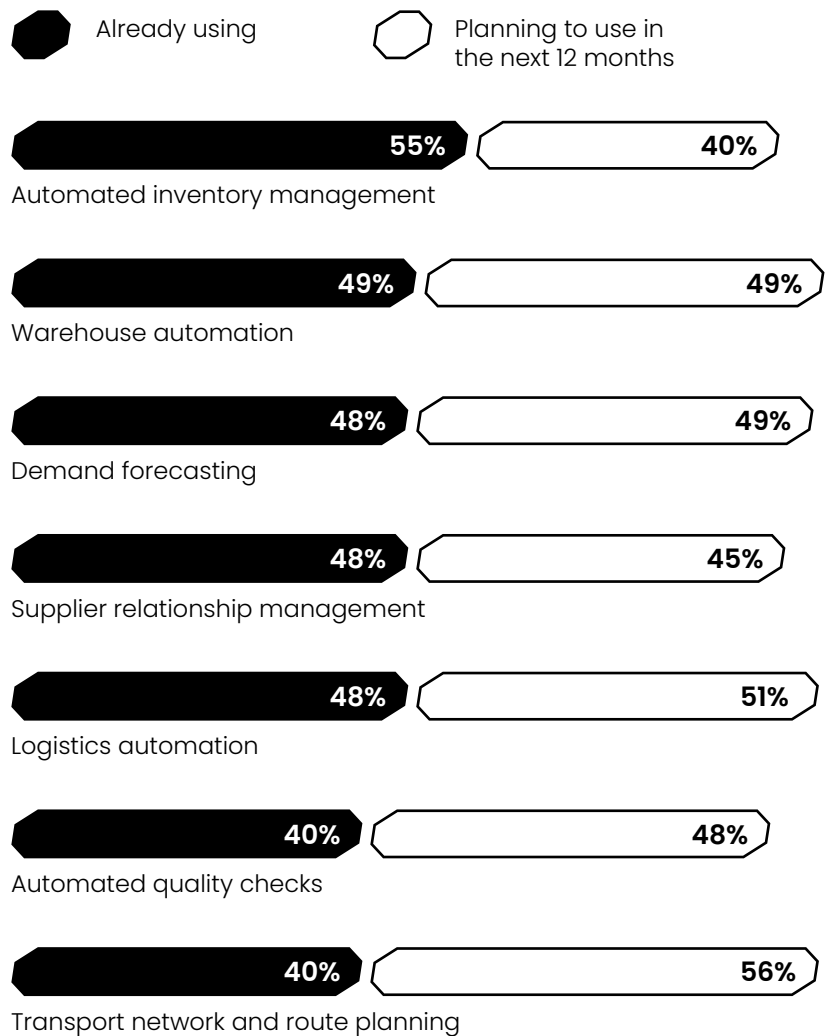 Already using
Planning to use in
the next 12 months
55%
40%
Automated inventory management
49%
49%
Warehouse automation
48%
49%
Demand forecasting
48%
45%
Supplier relationship management
48%
51%
Logistics automation
40%
48%
Automated quality checks
40%
56%
Transport network and route planning